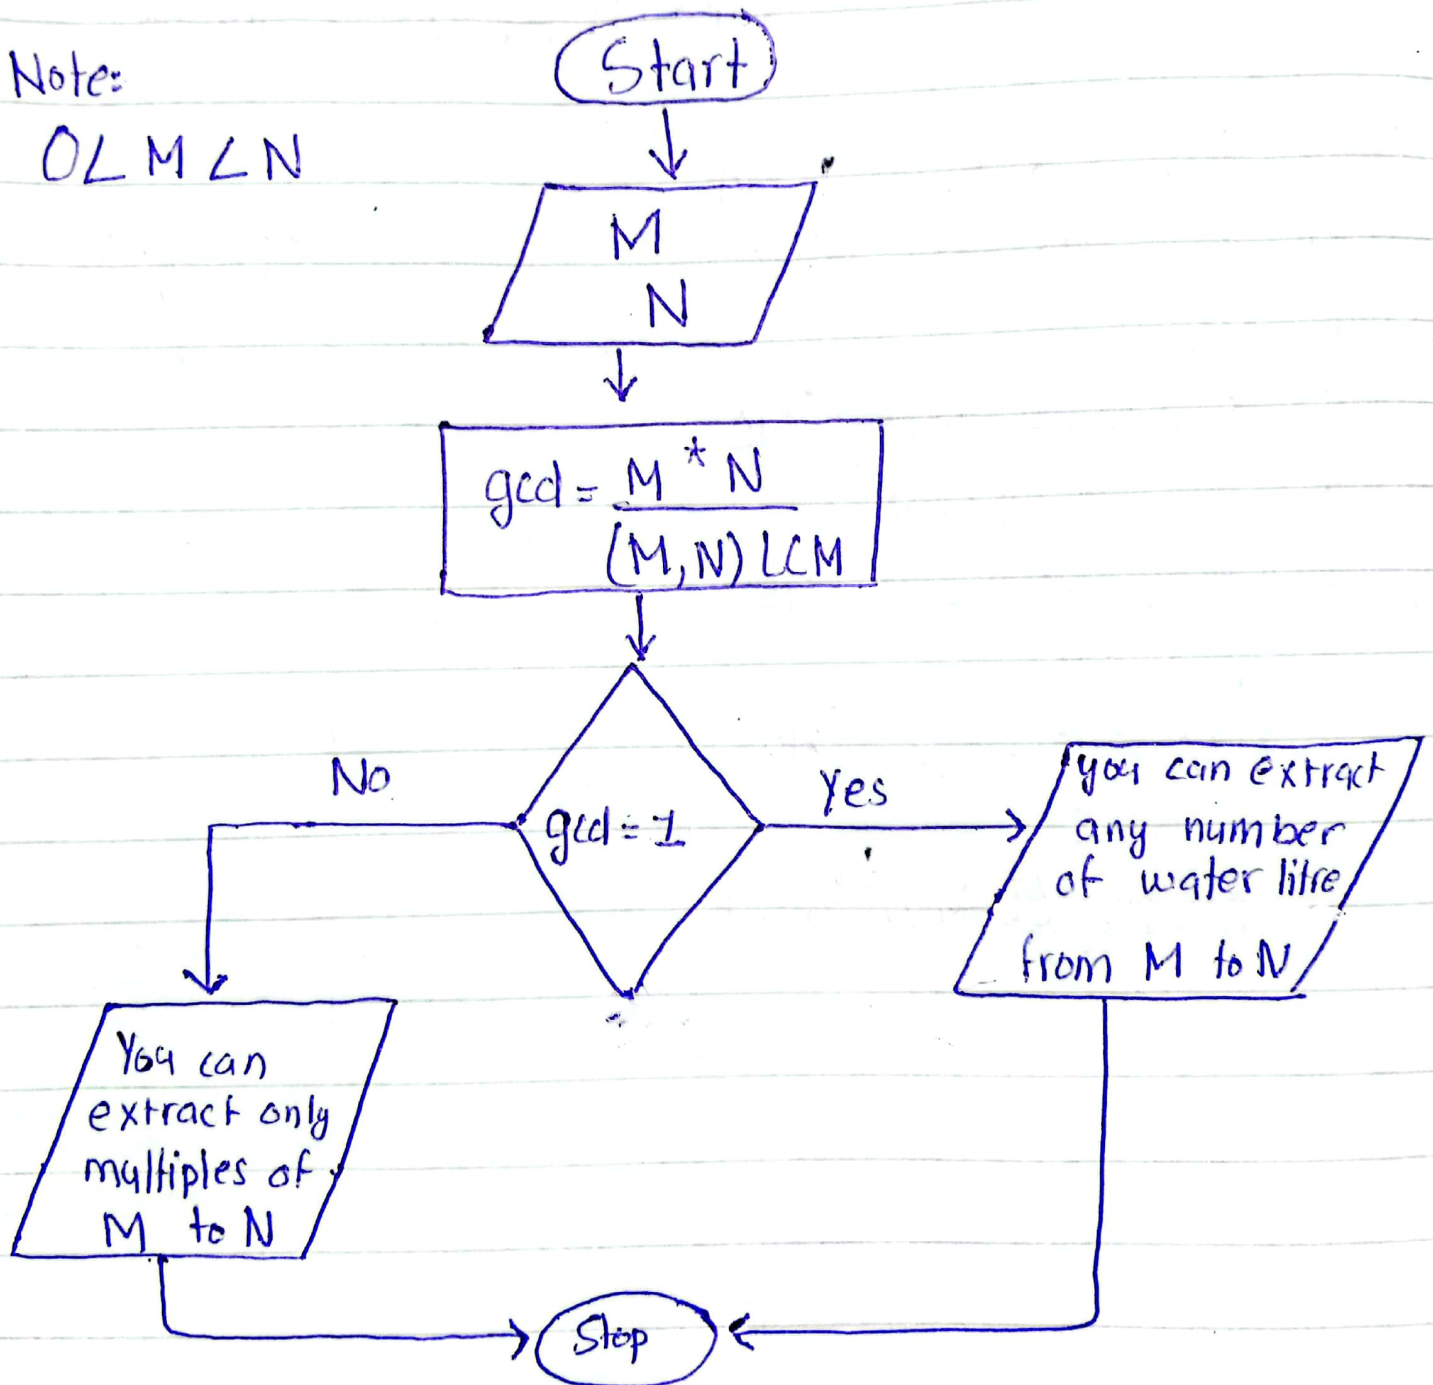 Note:
0 < M < N
Start
M
N
gcd = M * N
(M,N) LCM
gcd = 1
No
Yes
you can extract
any number
of water litre
from M to N
You can
extract only
multiples of
M to N
Stop